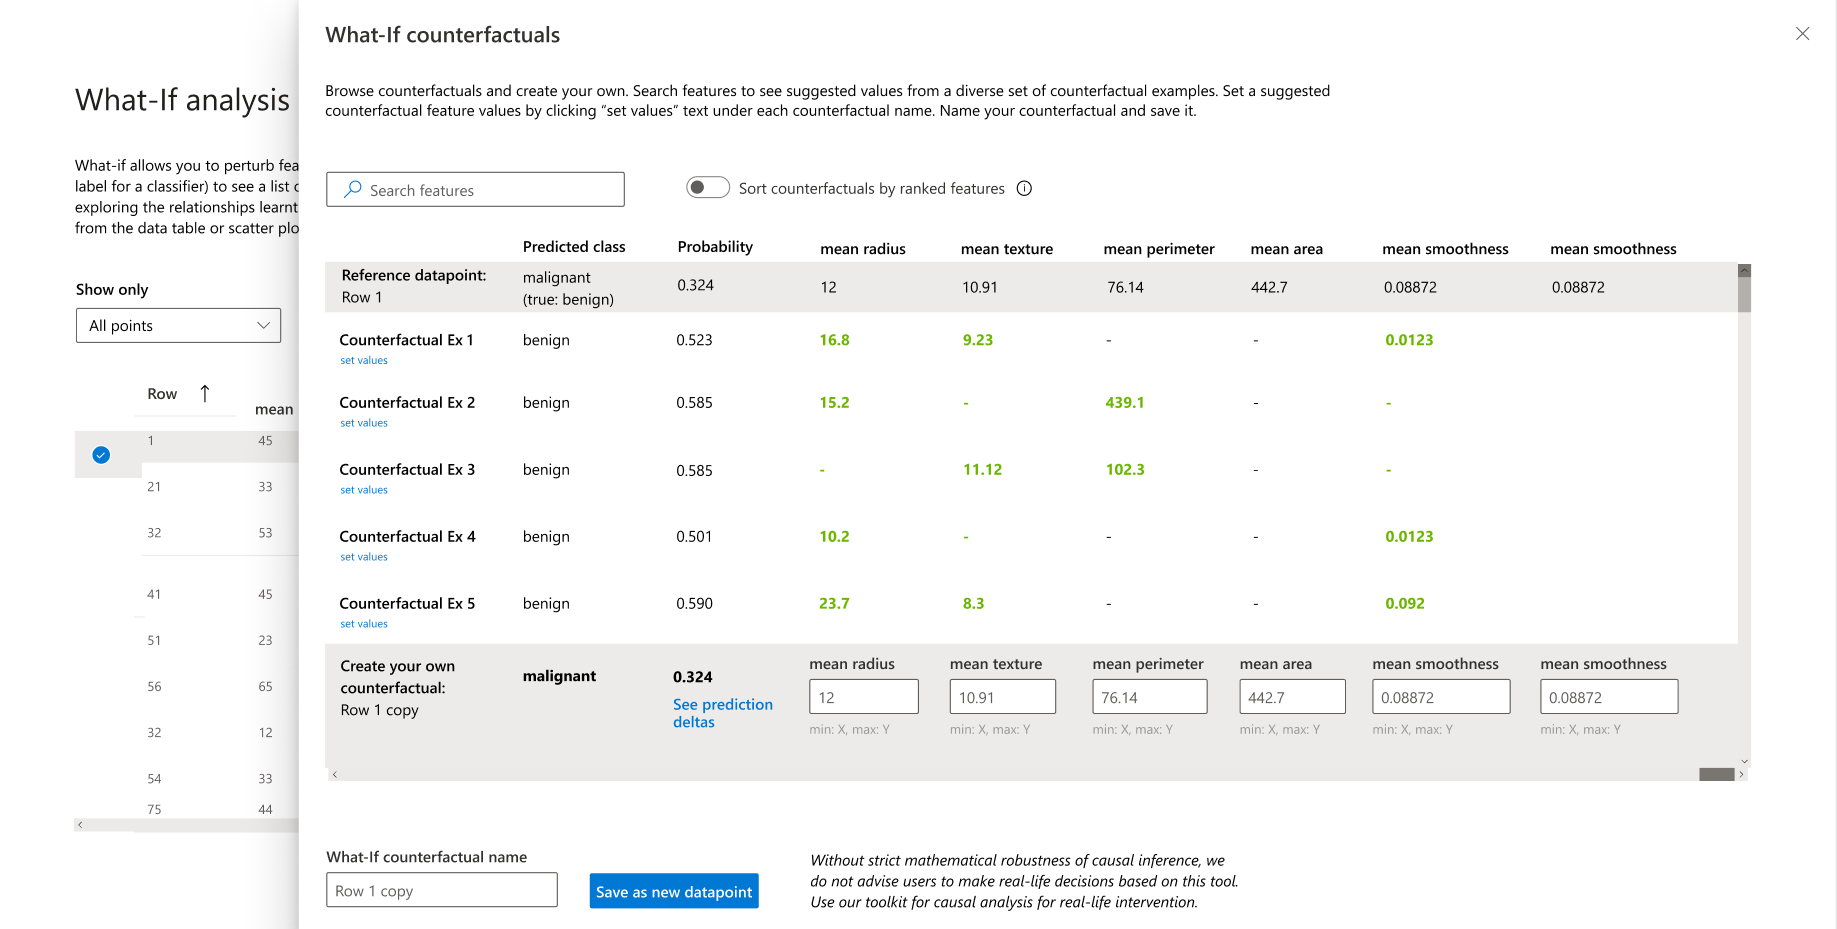 What-If counterfactuals
Browse counterfactuals and create your own. Search features to see suggested values from a diverse set of counterfactual examples. Set a suggested
counterfactual feature values by clicking “set values” text under each counterfactual name. Name your counterfactual and save it.
What-If analysis
What-if allows you to perturb fea
label for a classifier) to see a list c
exploring the relationships learnt
from the data table or scatter plo
Show only
All points
Row ↑
mean
1 45
21 33
32 53
41 45
51 23
56 65
32 12
54 33
75 44
Search features
Sort counterfactuals by ranked features
Predicted class Probability mean radius mean texture mean perimeter mean area mean smoothness mean smoothness
Reference datapoint:
Row 1
malignant
(true: benign)
0.324 12 10.91 76.14 442.7 0.08872 0.08872
Counterfactual Ex 1 benign 0.523 16.8 9.23 - - 0.0123
set values
Counterfactual Ex 2 benign 0.585 15.2 - 439.1 - -
set values
Counterfactual Ex 3 benign 0.585 - 11.12 102.3 - -
set values
Counterfactual Ex 4 benign 0.501 10.2 - - - 0.0123
set values
Counterfactual Ex 5 benign 0.590 23.7 8.3 - - 0.092
set values
Create your own
counterfactual:
Row 1 copy
malignant
0.324
See prediction
deltas
mean radius mean texture mean perimeter mean area mean smoothness mean smoothness
12 10.91 76.14 442.7 0.08872 0.08872
min: X, max: Y min: X, max: Y min: X, max: Y min: X, max: Y min: X, max: Y min: X, max: Y
What-If counterfactual name
Row 1 copy
Save as new datapoint
Without strict mathematical robustness of causal inference, we
do not advise users to make real-life decisions based on this tool.
Use our toolkit for causal analysis for real-life intervention.